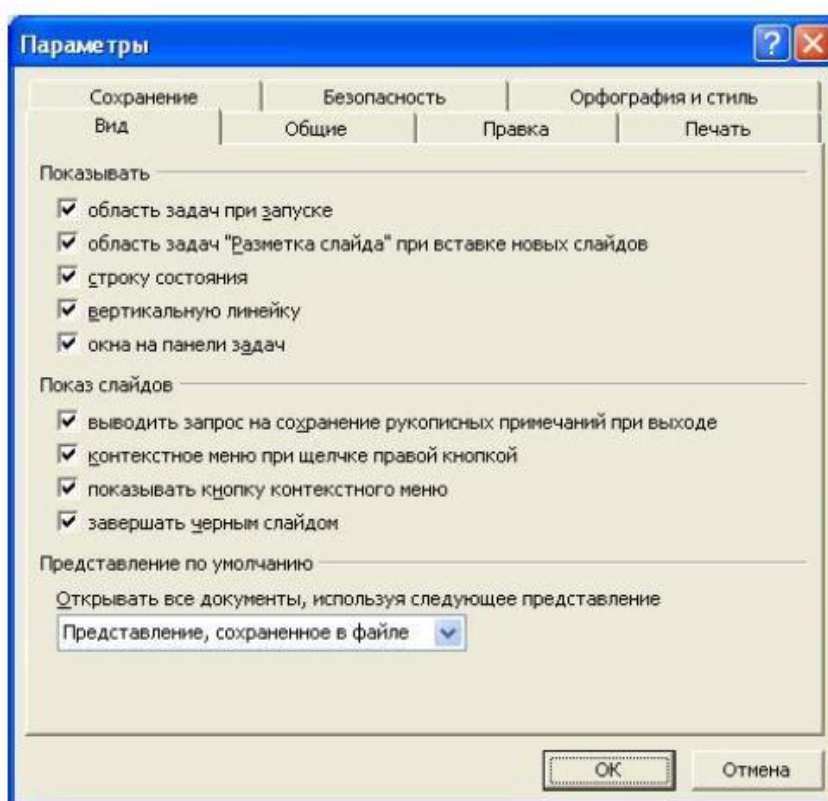 Параметры
Сохранение Безопасность Орфография и стиль
Вид Общие Правка Печать
Показывать
область задач при запуске
область задач "Разметка слайда" при вставке новых слайдов
строку состояния
вертикальную линейку
окна на панели задач
Показ слайдов
выводить запрос на сохранение рукописных примечаний при выходе
контекстное меню при щелчке правой кнопкой
показывать кнопку контекстного меню
завершать черным слайдом
Представление по умолчанию
Открывать все документы, используя следующее представление
Представление, сохраненное в файле
ОК Отмена